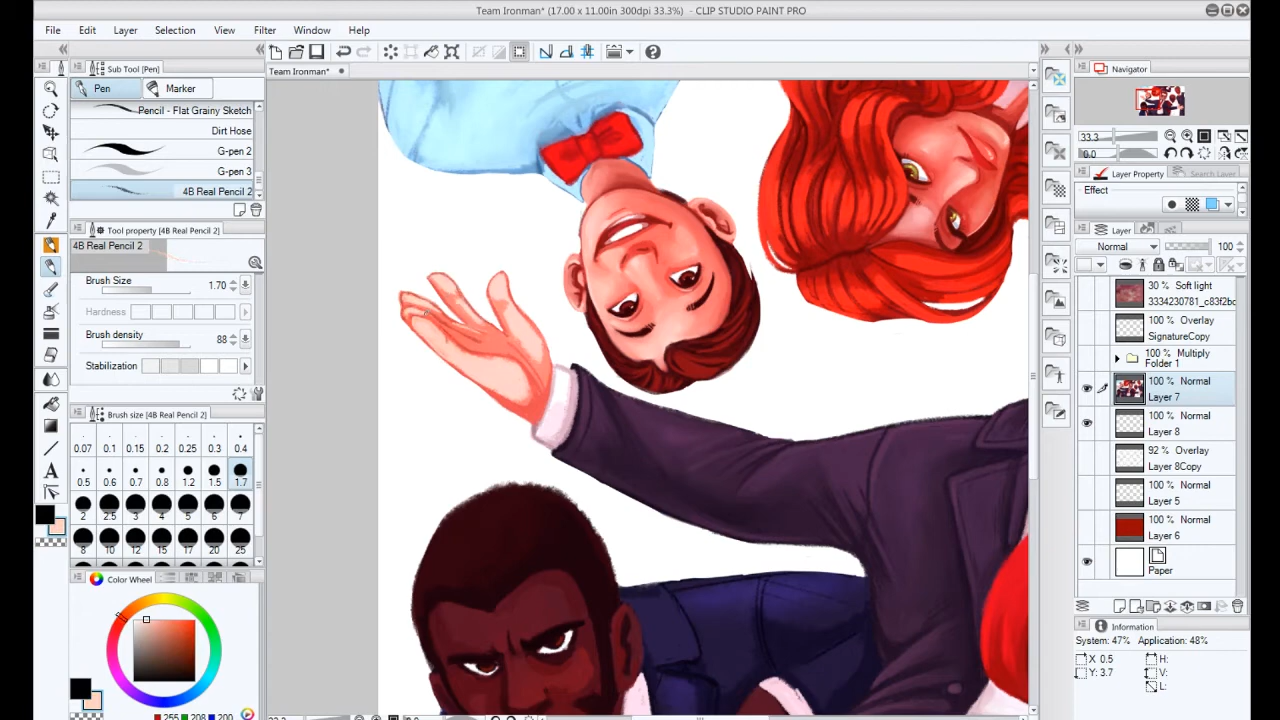 Team Ironman* (17.00 x 11.00in 300dpi 33.3%) - CLIP STUDIO PAINT PRO
File Edit Layer Selection View Filter Window Help
Sub Tool [Pen]
Team Ironman*
Navigator
Pen Marker
Pencil - Flat Grainy Sketch
Dirt Hose
G-pen 2
G-pen 3
4B Real Pencil 2
33.3
0.0
Layer Property Search Layer
Effect
Tool property [4B Real Pencil 2]
4B Real Pencil 2
Layer
Normal 100
Brush Size 1.70
Hardness
Brush density 88
Stabilization
30 % Soft light
3334230781_c83f2bc
100 % Overlay
SignatureCopy
100 % Multiply
Folder 1
100 % Normal
Layer 7
100 % Normal
Layer 8
92 % Overlay
Layer 8Copy
100 % Normal
Layer 5
100 % Normal
Layer 6
Paper
Brush size [4B Real Pencil 2]
0.07 0.1 0.15 0.2 0.25 0.3 0.4
0.5 0.6 0.7 0.8 1.2 1.5 1.7
2 2.5 3 4 5 6 7
8 10 12 15 17 20 25
Color Wheel
Information
System: 47% Application: 48%
X 0.5 H:
Y: 3.7 V:
L:
255 208 200